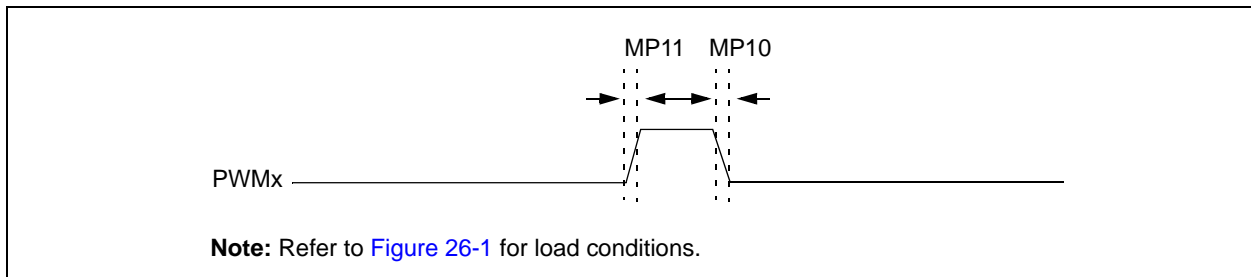 MP11 MP10
PWMx
Note: Refer to Figure 26-1 for load conditions.